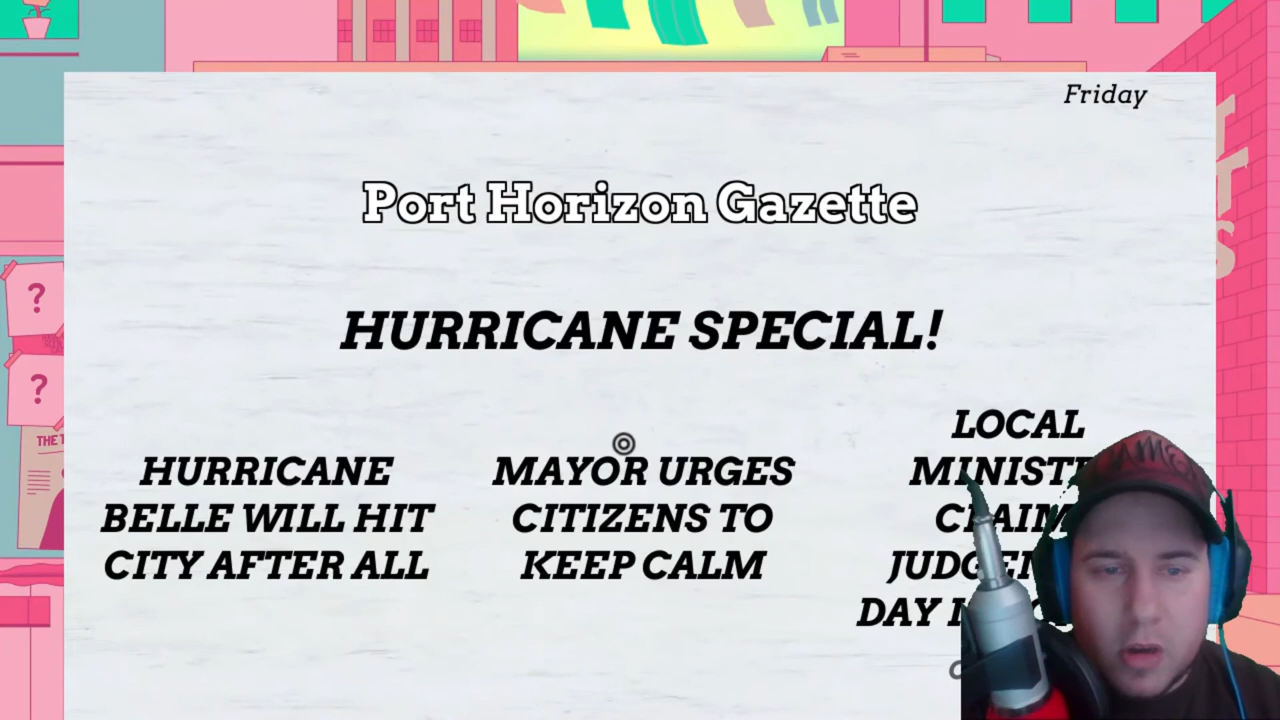 Friday
Port Horizon Gazette
HURRICANE SPECIAL!
HURRICANE
BELLE WILL HIT
CITY AFTER ALL
MAYOR URGES
CITIZENS TO
KEEP CALM
LOCAL
DAY
?
?
THE